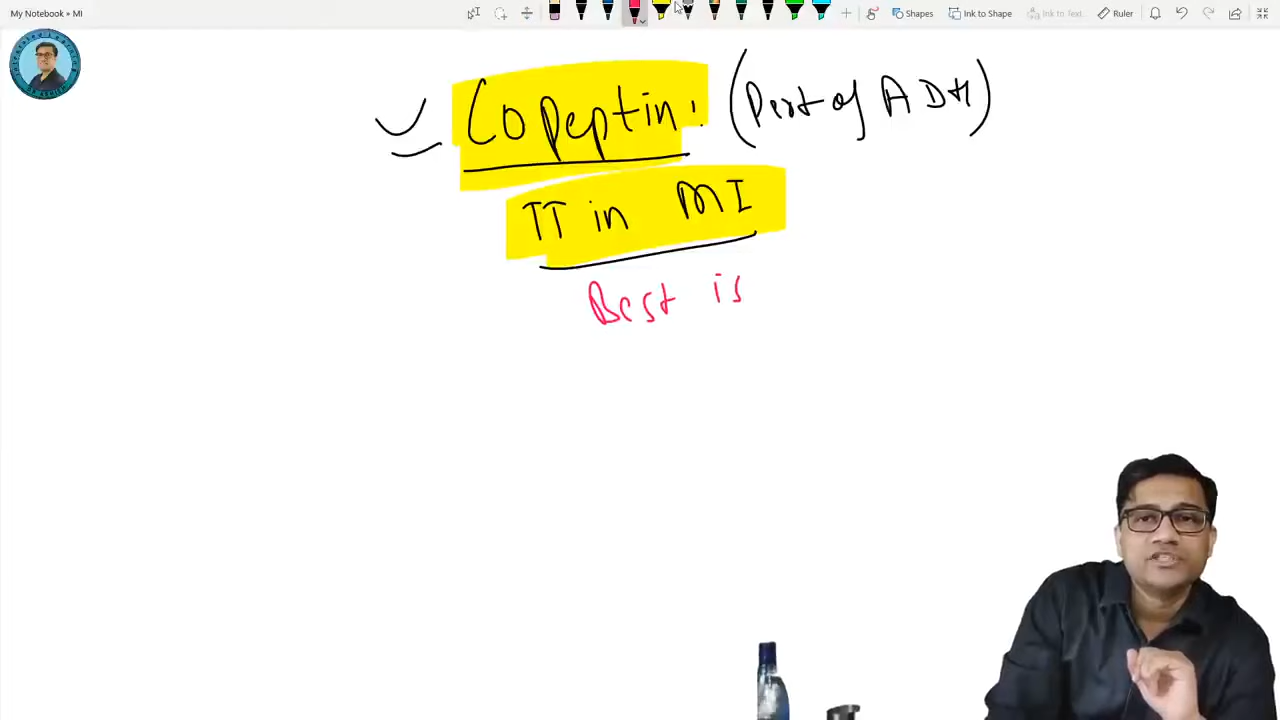 My Notebook » MI
Shapes
Ink to Shape
Ink to Text
Ruler
Copeptin: (Part of ADH)
in MI
Best is